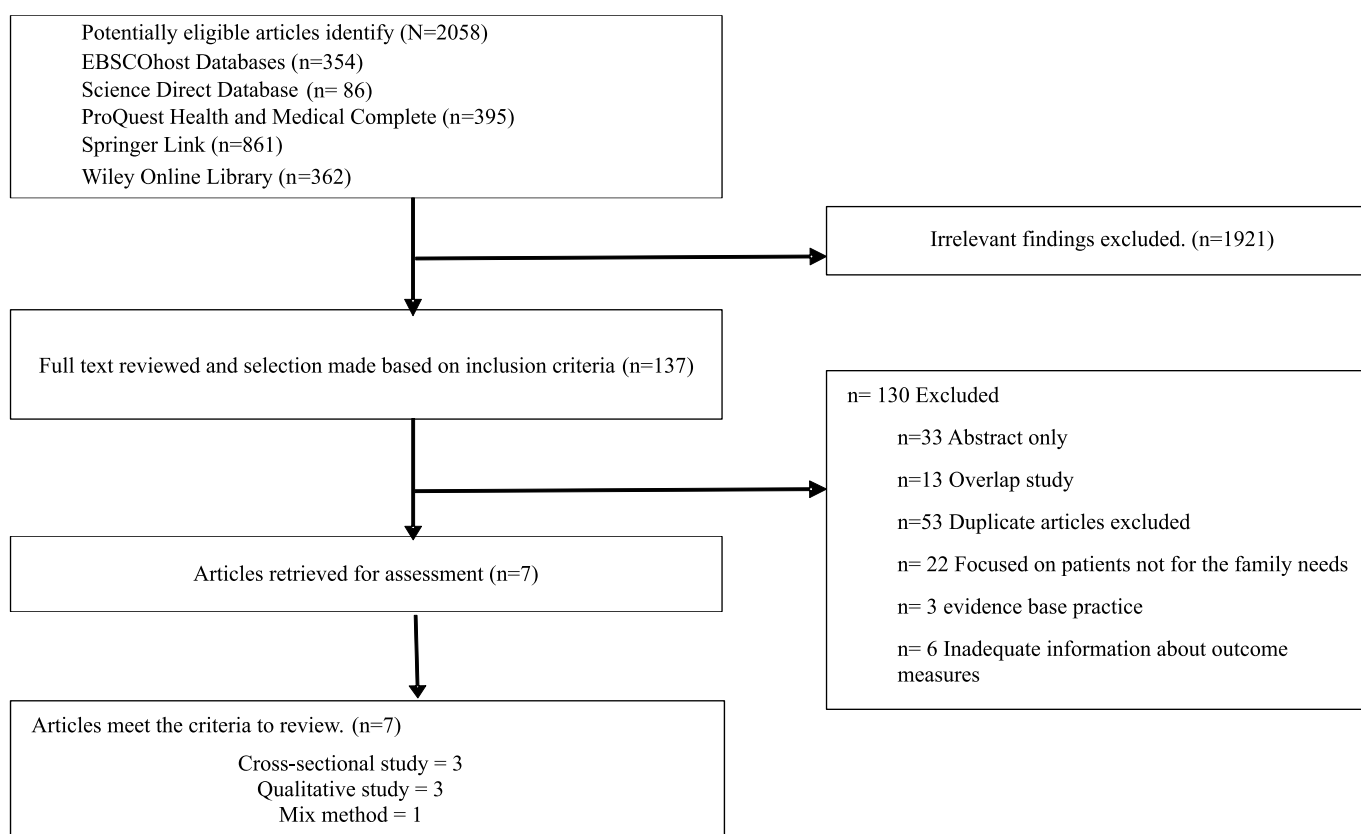 Potentially eligible articles identify (N=2058)
EBSCOhost Databases (n=354)
Science Direct Database (n= 86)
ProQuest Health and Medical Complete (n=395)
Springer Link (n=861)
Wiley Online Library (n=362)
Irrelevant findings excluded. (n=1921)
Full text reviewed and selection made based on inclusion criteria (n=137)
n= 130 Excluded
n=33 Abstract only
n=13 Overlap study
n=53 Duplicate articles excluded
n= 22 Focused on patients not for the family needs
n= 3 evidence base practice
n= 6 Inadequate information about outcome
measures
Articles retrieved for assessment (n=7)
Articles meet the criteria to review. (n=7)
Cross-sectional study = 3
Qualitative study = 3
Mix method = 1